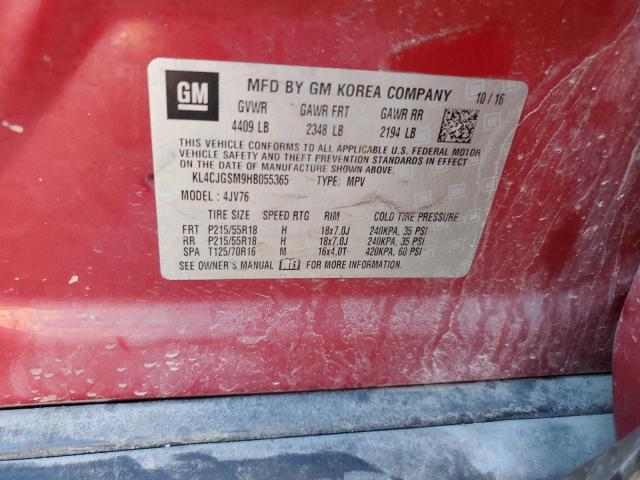 GM MFD BY GM KOREA COMPANY 10/16
GVWR GAWR FRT GAWR RR
4409 LB 2348 LB 2194 LB
THIS VEHICLE CONFORMS TO ALL APPLICABLE U.S. FEDERAL MOTOR
VEHICLE SAFETY, BUMPER, AND THEFT PREVENTION STANDARDS IN EFFECT
ON THE DATE OF MANUFACTURE SHOWN ABOVE.
KL4CJGSM9HB055365 TYPE: MPV
MODEL: 4JV76
TIRE SIZE SPEED RTG RIM COLD TIRE PRESSURE
FRT P215/55R18 H 18x7.0J 240KPA, 35 PSI
RR P215/55R18 H 18x7.0J 240KPA, 35 PSI
SPA T125/70R16 M 16x4.0T 420KPA, 60 PSI
SEE OWNER'S MANUAL FOR MORE INFORMATION.